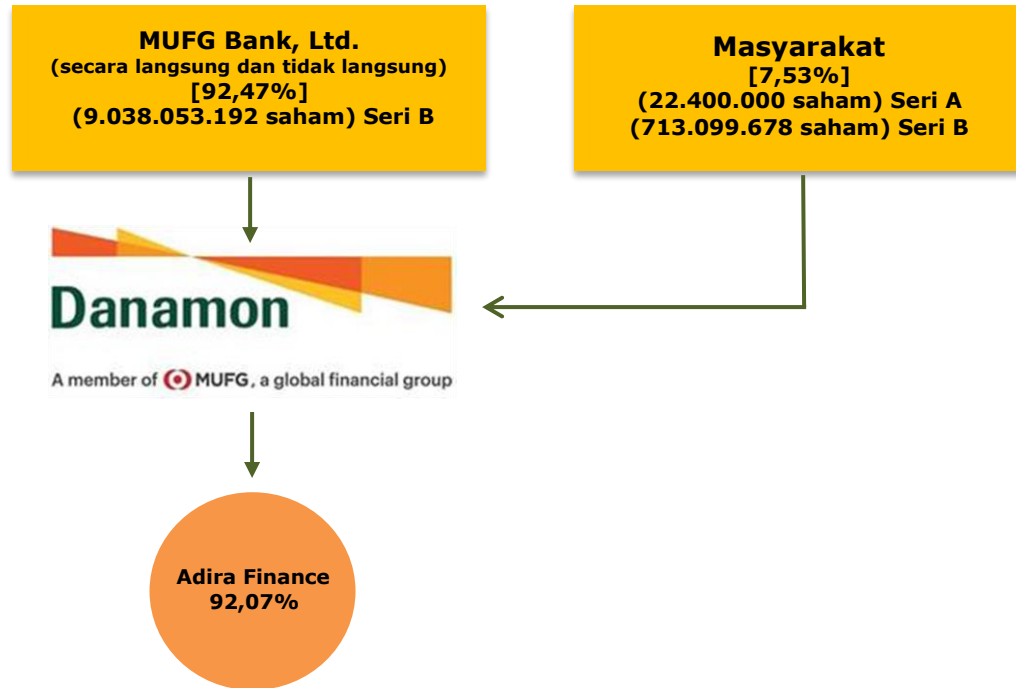 MUFG Bank, Ltd.
(secara langsung dan tidak langsung)
[92,47%]
(9.038.053.192 saham) Seri B
Masyarakat
[7,53%]
(22.400.000 saham) Seri A
(713.099.678 saham) Seri B
Danamon
A member of MUFG, a global financial group
Adira Finance
92,07%